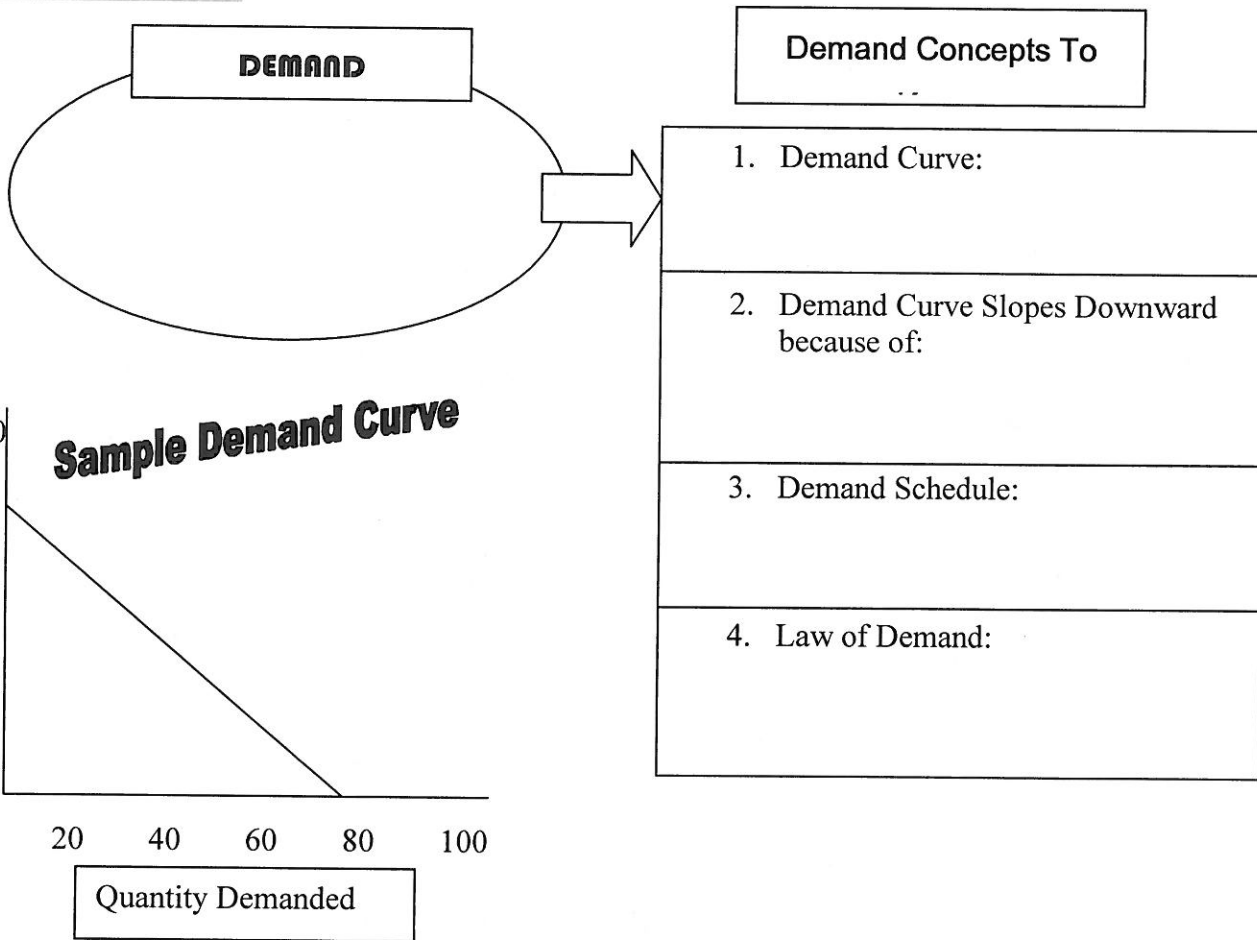 DEMAND
Demand Concepts To
1. Demand Curve:
2. Demand Curve Slopes Downward
because of:
3. Demand Schedule:
4. Law of Demand:
Sample Demand Curve
20 40 60 80 100
Quantity Demanded